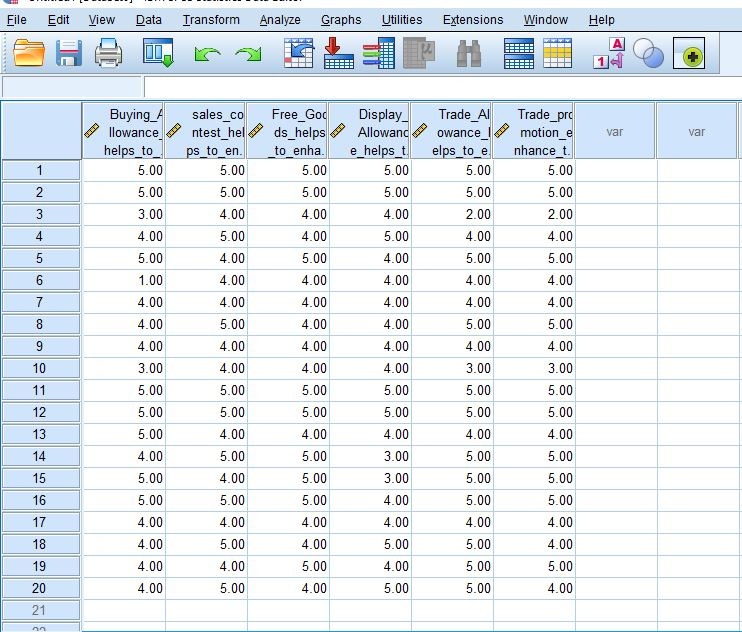 File Edit View Data Transform Analyze Graphs Utilities Extensions Window Help
Buying_A sales_co Free_Goo Display_ Trade_Al Trade_pro
llowance_ ntest_hel ds_helps Allowanc owance_l motion_e var var
helps_to_ ps_to_en. _to_enha. e_helps_t. elps_to_e. nhance_t.
1 5.00 5.00 5.00 5.00 5.00 5.00
2 5.00 5.00 5.00 5.00 5.00 5.00
3 3.00 4.00 4.00 4.00 2.00 2.00
4 4.00 5.00 4.00 5.00 4.00 4.00
5 5.00 4.00 5.00 4.00 5.00 5.00
6 1.00 4.00 4.00 4.00 4.00 4.00
7 4.00 4.00 4.00 4.00 4.00 4.00
8 4.00 5.00 4.00 4.00 5.00 5.00
9 4.00 4.00 4.00 4.00 4.00 4.00
10 3.00 4.00 4.00 4.00 3.00 3.00
11 5.00 5.00 5.00 5.00 5.00 5.00
12 5.00 5.00 5.00 5.00 5.00 5.00
13 5.00 4.00 4.00 4.00 4.00 4.00
14 4.00 5.00 5.00 3.00 5.00 5.00
15 5.00 4.00 5.00 3.00 5.00 5.00
16 5.00 5.00 4.00 4.00 5.00 5.00
17 4.00 4.00 4.00 4.00 4.00 4.00
18 4.00 5.00 4.00 5.00 5.00 4.00
19 4.00 4.00 5.00 4.00 5.00 5.00
20 4.00 5.00 4.00 5.00 5.00 4.00
21